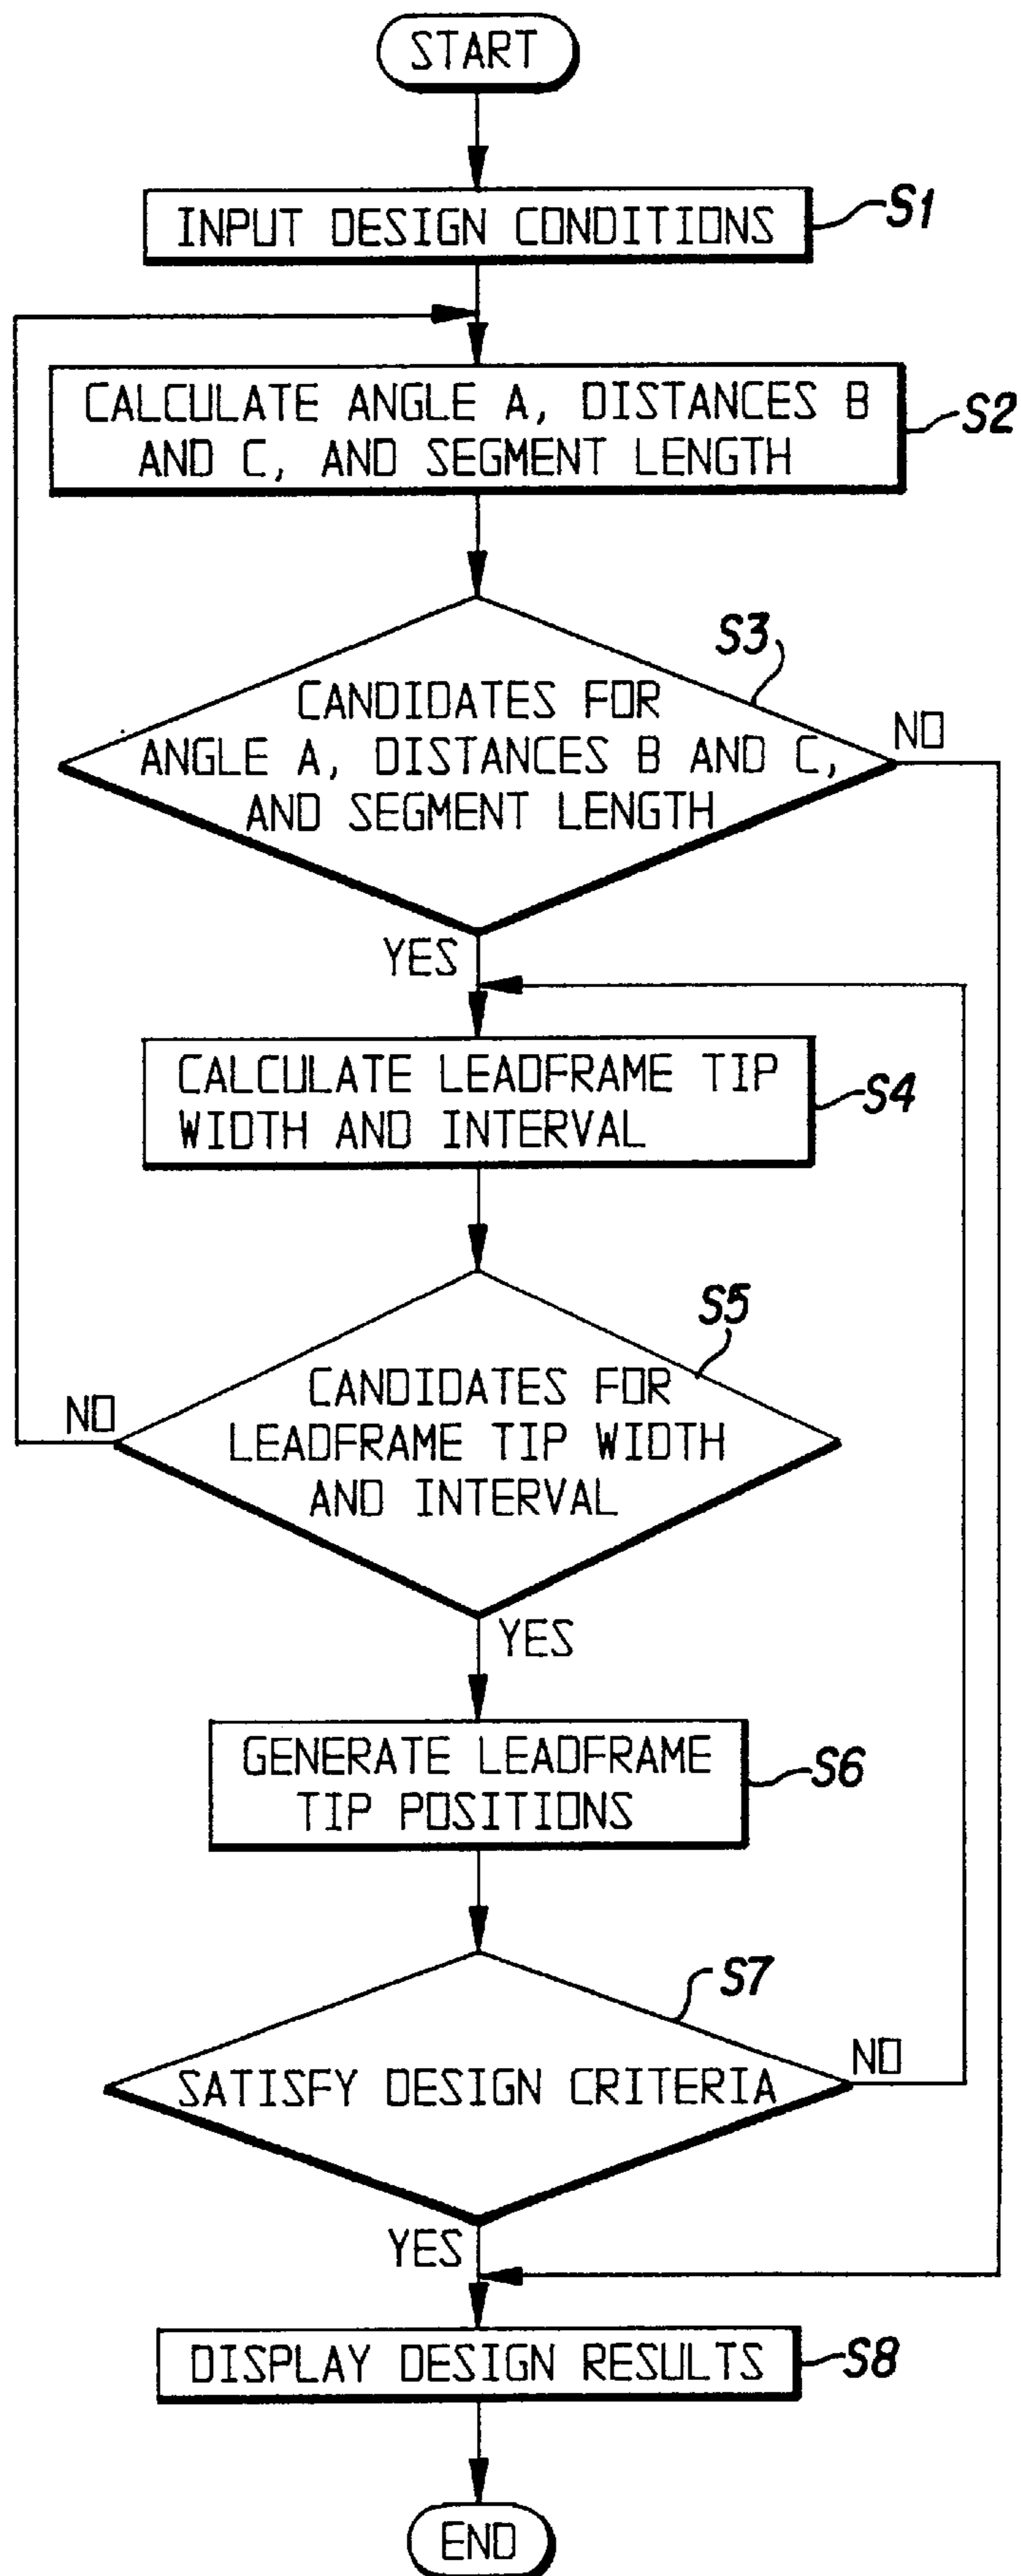 START
INPUT DESIGN CONDITIONS
S1
CALCULATE ANGLE A, DISTANCES B
AND C, AND SEGMENT LENGTH
S2
S3
CANDIDATES FOR
ANGLE A, DISTANCES B AND C,
AND SEGMENT LENGTH
NO
YES
CALCULATE LEADFRAME TIP
WIDTH AND INTERVAL
S4
S5
CANDIDATES FOR
LEADFRAME TIP WIDTH
AND INTERVAL
NO
YES
GENERATE LEADFRAME
TIP POSITIONS
S6
S7
SATISFY DESIGN CRITERIA
NO
YES
DISPLAY DESIGN RESULTS
S8
END